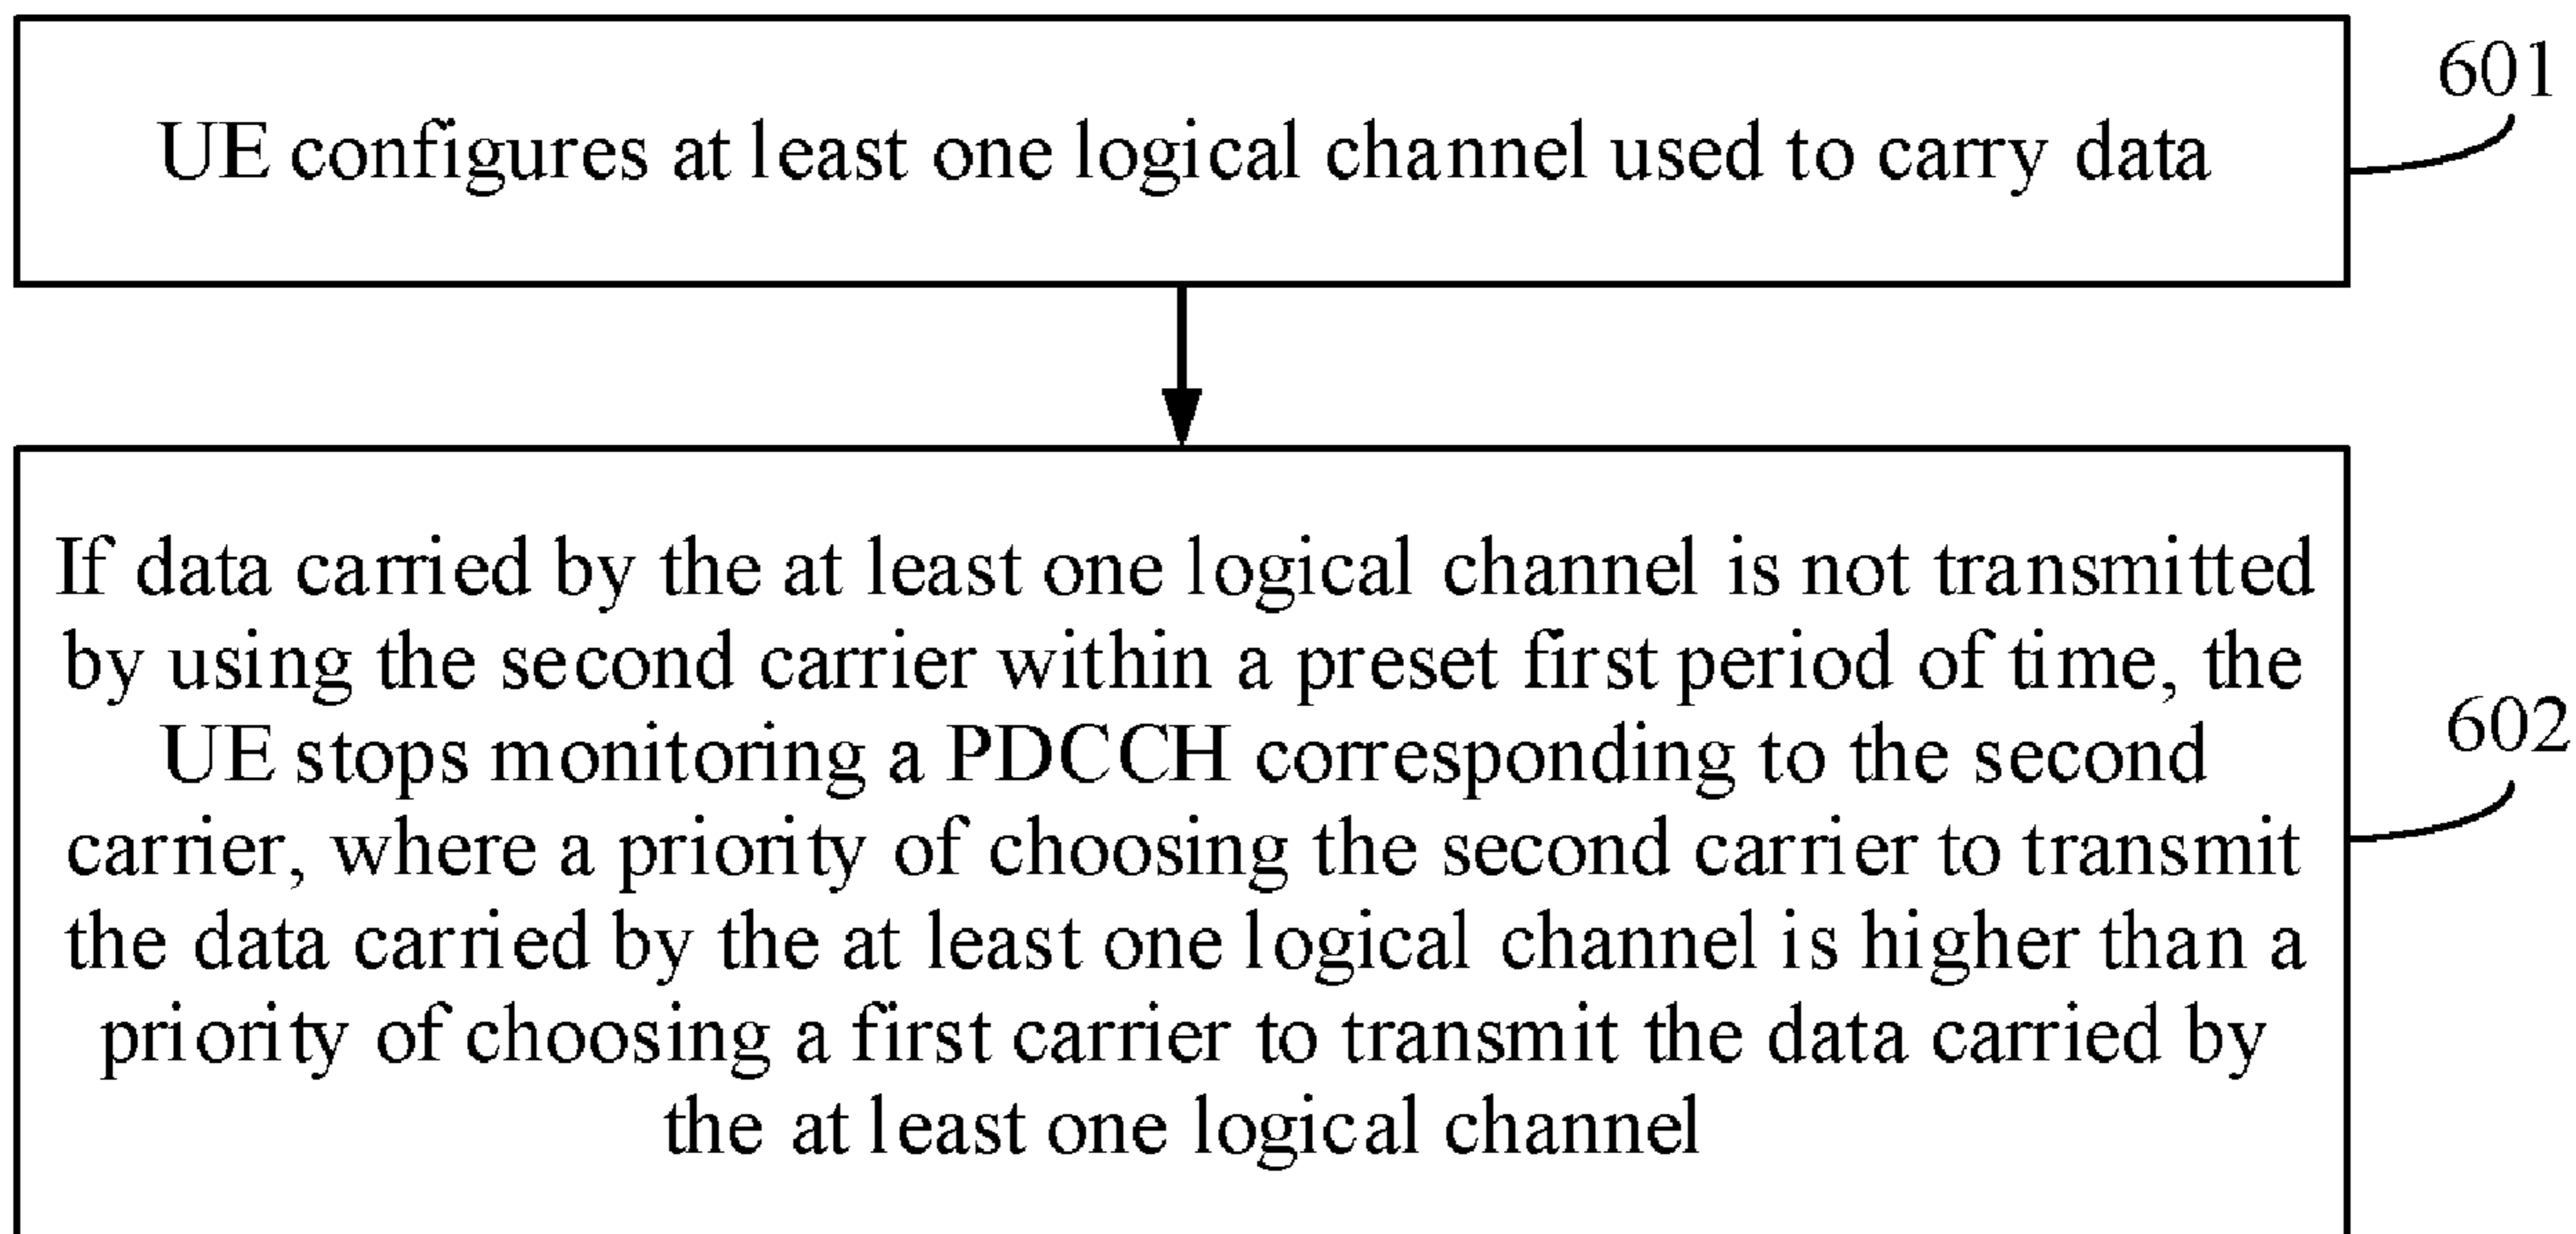 UE configures at least one logical channel used to carry data
601
If data carried by the at least one logical channel is not transmitted
by using the second carrier within a preset first period of time, the
UE stops monitoring a PDCCH corresponding to the second
carrier, where a priority of choosing the second carrier to transmit
the data carried by the at least one logical channel is higher than a
priority of choosing a first carrier to transmit the data carried by
the at least one logical channel
602